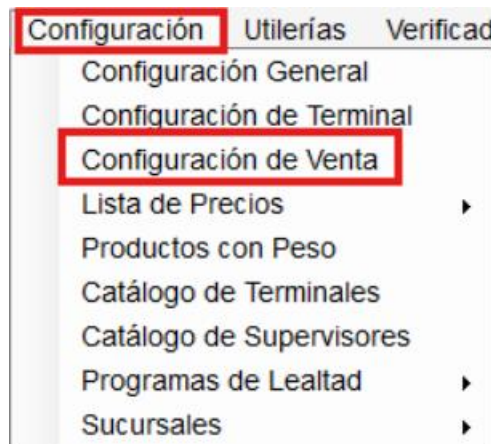 Configuración Utilerías Verificad
Configuración General
Configuración de Terminal
Configuración de Venta
Lista de Precios
Productos con Peso
Catálogo de Terminales
Catálogo de Supervisores
Programas de Lealtad
Sucursales